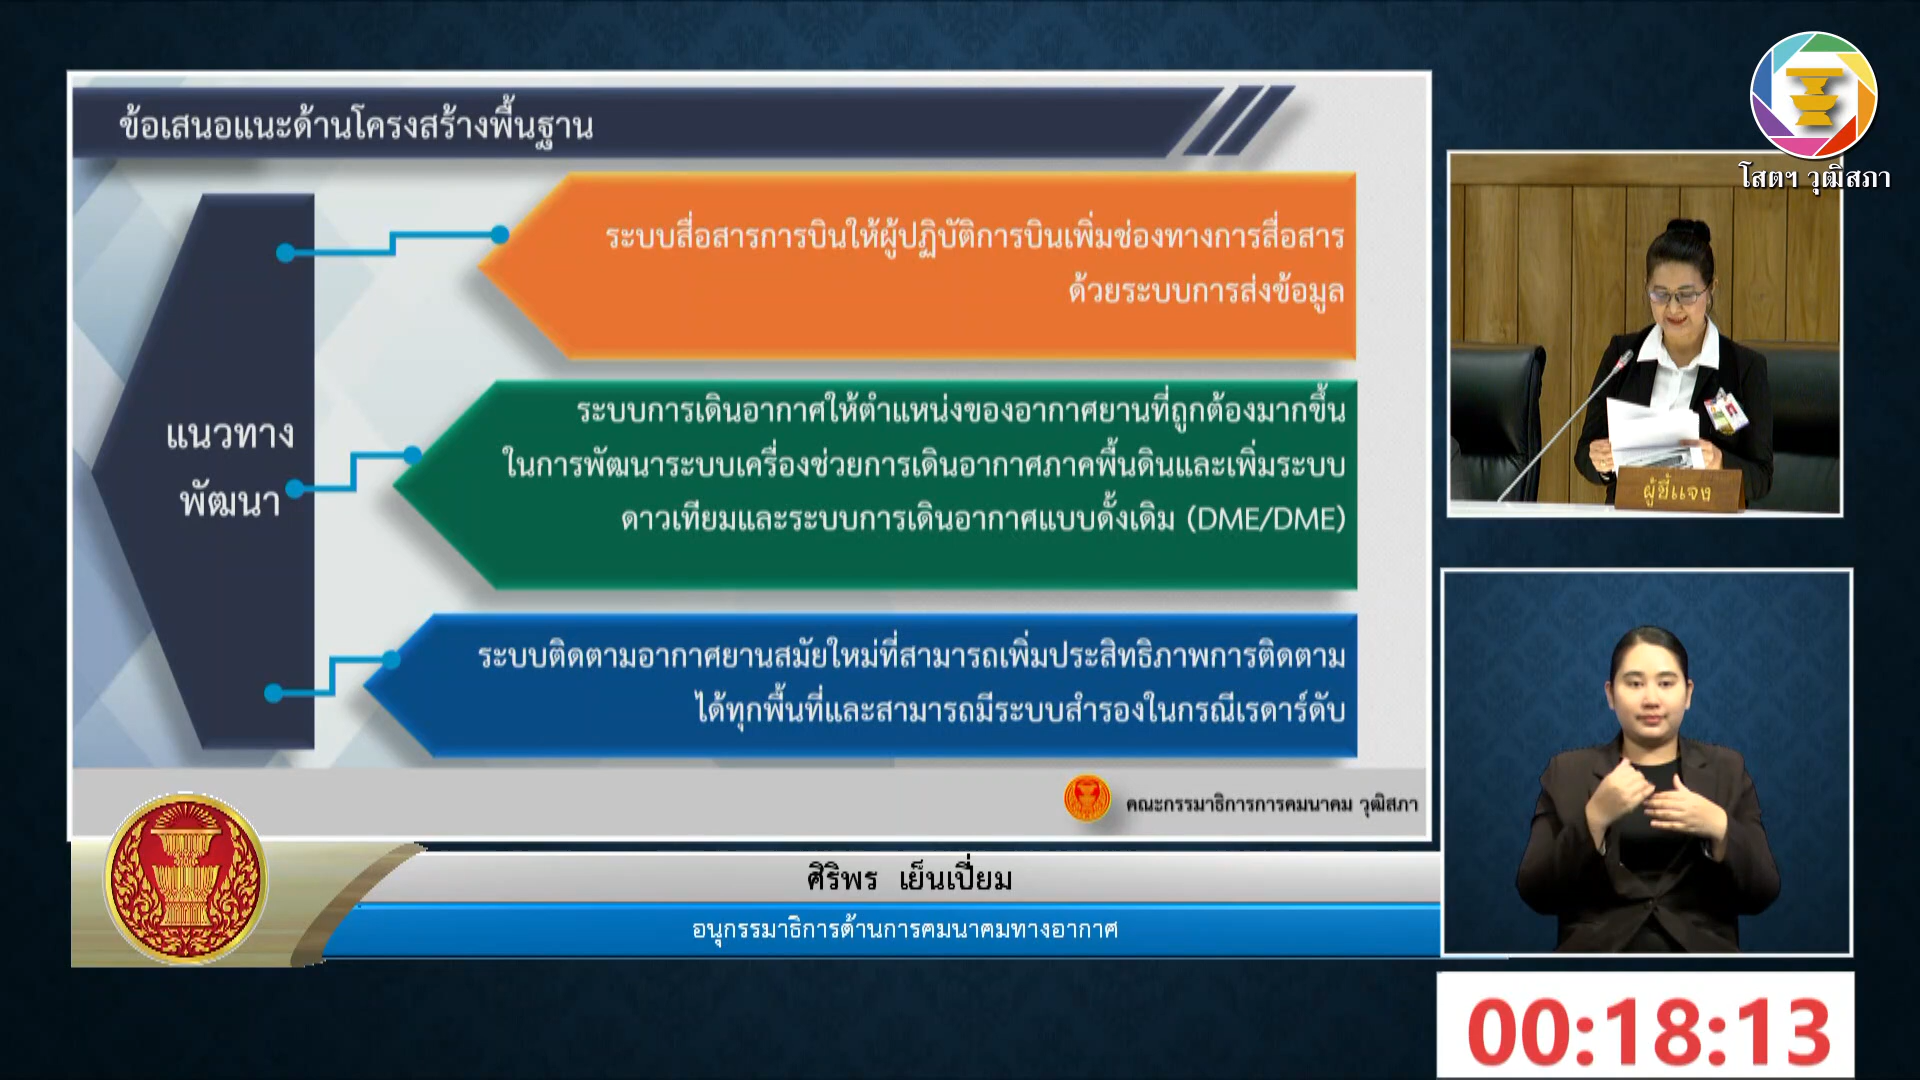 ข้อเสนอแนะด้านโครงสร้างพื้นฐาน
โสตฯ วุฒิสภา
ระบบสื่อสารการบินให้ผู้ปฏิบัติการบินเพิ่มช่องทางการสื่อสาร
ด้วยระบบการส่งข้อมูล
แนวทาง
พัฒนา
ระบบการเดินอากาศให้ตำแหน่งของอากาศยานที่ถูกต้องมากขึ้น
ในการพัฒนาระบบเครื่องช่วยการเดินอากาศภาคพื้นดินและเพิ่มระบบ
ดาวเทียมและระบบการเดินอากาศแบบดั้งเดิม (DME/DME)
ระบบติดตามอากาศยานสมัยใหม่ที่สามารถเพิ่มประสิทธิภาพการติดตาม
ได้ทุกพื้นที่และสามารถมีระบบสำรองในกรณีเรดาร์ดับ
คณะกรรมาธิการการคมนาคม วุฒิสภา
ผู้ชี้แจง
ศิริพร เย็นเปี่ยม
อนุกรรมาธิการด้านการคมนาคมทางอากาศ
00:18:13